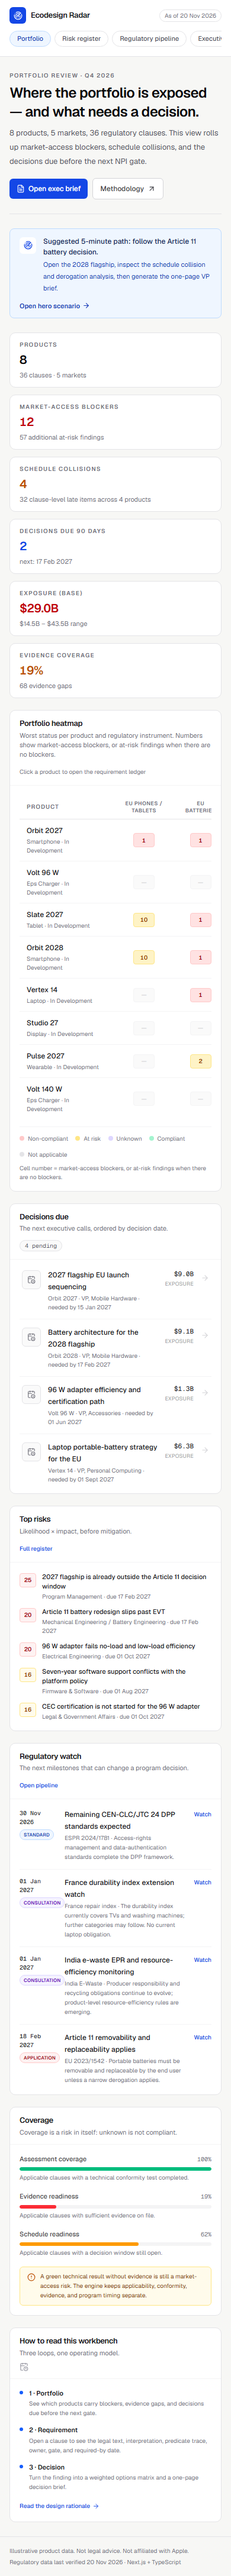 Ecodesign Radar
As of 20 Nov 2026
Portfolio
Risk register
Regulatory pipeline
Executi
PORTFOLIO REVIEW · Q4 2026
Where the portfolio is exposed
— and what needs a decision.
8 products, 5 markets, 36 regulatory clauses. This view rolls
up market-access blockers, schedule collisions, and the
decisions due before the next NPI gate.
Open exec brief
Methodology
Suggested 5-minute path: follow the Article 11
battery decision.
Open the 2028 flagship, inspect the schedule collision
and derogation analysis, then generate the one-page VP
brief.
Open hero scenario →
PRODUCTS
8
36 clauses · 5 markets
MARKET-ACCESS BLOCKERS
12
57 additional at-risk findings
SCHEDULE COLLISIONS
4
32 clause-level late items across 4 products
DECISIONS DUE 90 DAYS
2
next: 17 Feb 2027
EXPOSURE (BASE)
$29.0B
$14.5B – $43.5B range
EVIDENCE COVERAGE
19%
68 evidence gaps
Portfolio heatmap
Worst status per product and regulatory instrument. Numbers
show market-access blockers, or at-risk findings when there are
no blockers.
Click a product to open the requirement ledger
PRODUCT
EU PHONES /
TABLETS
EU
BATTERIE
Orbit 2027
Smartphone · In
Development
1
1
Volt 96 W
Eps Charger · In
Development
—
—
Slate 2027
Tablet · In Development
10
1
Orbit 2028
Smartphone · In
Development
10
1
Vertex 14
Laptop · In Development
—
1
Studio 27
Display · In Development
—
—
Pulse 2027
Wearable · In Development
—
2
Volt 140 W
Eps Charger · In
Development
—
—
Non-compliant
At risk
Unknown
Compliant
Not applicable
Cell number = market-access blockers, or at-risk findings when there
are no blockers.
Decisions due
The next executive calls, ordered by decision date.
4 pending
2027 flagship EU launch
sequencing
Orbit 2027 · VP, Mobile Hardware ·
needed by 15 Jan 2027
$9.0B
EXPOSURE
Battery architecture for the
2028 flagship
Orbit 2028 · VP, Mobile Hardware ·
needed by 17 Feb 2027
$9.1B
EXPOSURE
96 W adapter efficiency and
certification path
Volt 96 W · VP, Accessories · needed by
01 Jun 2027
$1.3B
EXPOSURE
Laptop portable-battery strategy
for the EU
Vertex 14 · VP, Personal Computing ·
needed by 01 Sept 2027
$6.3B
EXPOSURE
Top risks
Likelihood × impact, before mitigation.
Full register
25
2027 flagship is already outside the Article 11 decision
window
Program Management · due 17 Feb 2027
20
Article 11 battery redesign slips past EVT
Mechanical Engineering / Battery Engineering · due 17 Feb
2027
20
96 W adapter fails no-load and low-load efficiency
Electrical Engineering · due 01 Oct 2027
16
Seven-year software support conflicts with the
platform policy
Firmware & Software · due 01 Aug 2027
16
CEC certification is not started for the 96 W adapter
Legal & Government Affairs · due 01 Oct 2027
Regulatory watch
The next milestones that can change a program decision.
Open pipeline
30 Nov
2026
STANDARD
Remaining CEN-CLC/JTC 24 DPP
standards expected
ESPR 2024/1781 · Access-rights
management and data-authentication
standards complete the DPP framework.
Watch
01 Jan
2027
CONSULTATION
France durability index extension
watch
France repair index · The durability index
currently covers TVs and washing machines;
further categories may follow. No current
laptop obligation.
Watch
01 Jan
2027
CONSULTATION
India e-waste EPR and resource-
efficiency monitoring
India E-Waste · Producer responsibility and
recycling obligations continue to evolve;
product-level resource-efficiency rules are
emerging.
Watch
18 Feb
2027
APPLICATION
Article 11 removability and
replaceability applies
EU 2023/1542 · Portable batteries must be
removable and replaceable by the end user
unless a narrow derogation applies.
Watch
Coverage
Coverage is a risk in itself: unknown is not compliant.
Assessment coverage
100%
Applicable clauses with a technical conformity test completed.
Evidence readiness
19%
Applicable clauses with sufficient evidence on file.
Schedule readiness
62%
Applicable clauses with a decision window still open.
A green technical result without evidence is still a market-
access risk. The engine keeps applicability, conformity,
evidence, and program timing separate.
How to read this workbench
Three loops, one operating model.
1 · Portfolio
See which products carry blockers, evidence gaps, and decisions
due before the next gate.
2 · Requirement
Open a clause to see the legal text, interpretation, predicate trace,
owner, gate, and required-by date.
3 · Decision
Turn the finding into a weighted options matrix and a one-page
decision brief.
Read the design rationale →
Illustrative product data. Not legal advice. Not affiliated with Apple.
Regulatory data last verified 20 Nov 2026 · Next.js + TypeScript